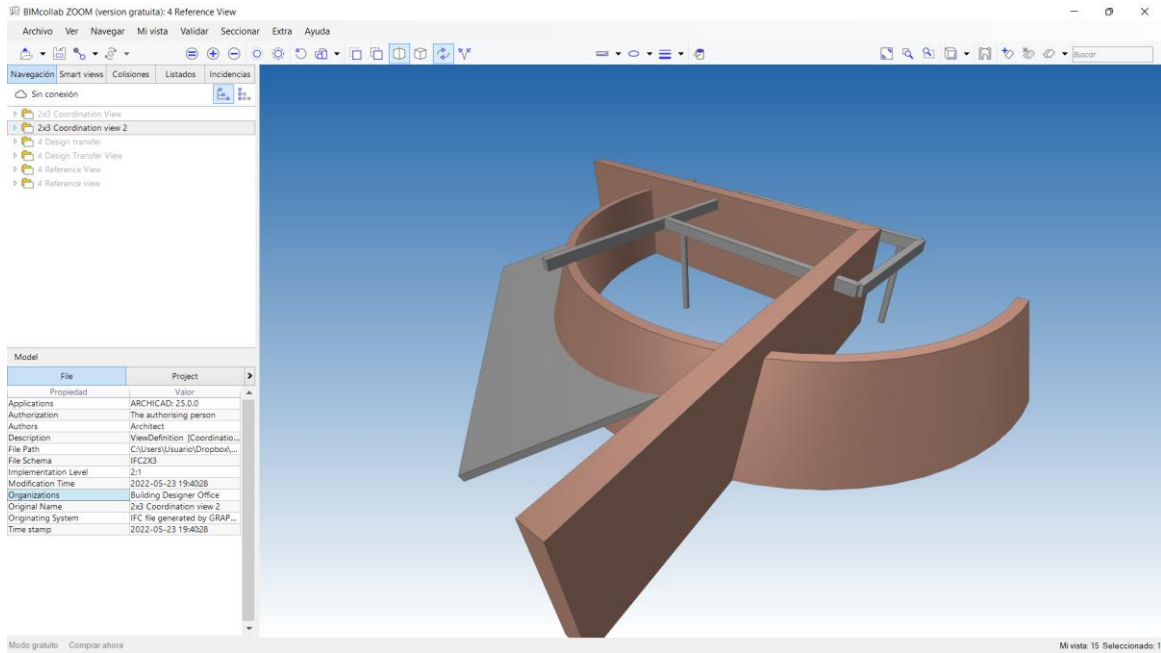 BIMcollab ZOOM (version gratuita): 4 Reference View
Archivo Ver Navegar Mi vista Validar Seccionar Extra Ayuda
Buscar
Navegación Smart views Colisiones Listados Incidencias
Sin conexión
2x3 Coordination View
2x3 Coordination view 2
4 Design transfer
4 Design Transfer View
4 Reference View
4 Reference view
Model
File Project
Propiedad Valor
Applications ARCHICAD: 25.0.0
Authorization The authorising person
Authors Architect
Description ViewDefinition [Coordinatio...
File Path C:\Users\Usuario\Dropbox\,...
File Schema IFC2X3
Implementation Level 2;1
Modification Time 2022-05-23 19:40:28
Organizations Building Designer Office
Original Name 2x3 Coordination view 2
Originating System IFC file generated by GRAP...
Time stamp 2022-05-23 19:40:28
Modo gratuito Comprar ahora
Mi vista: 15 Seleccionado: 1